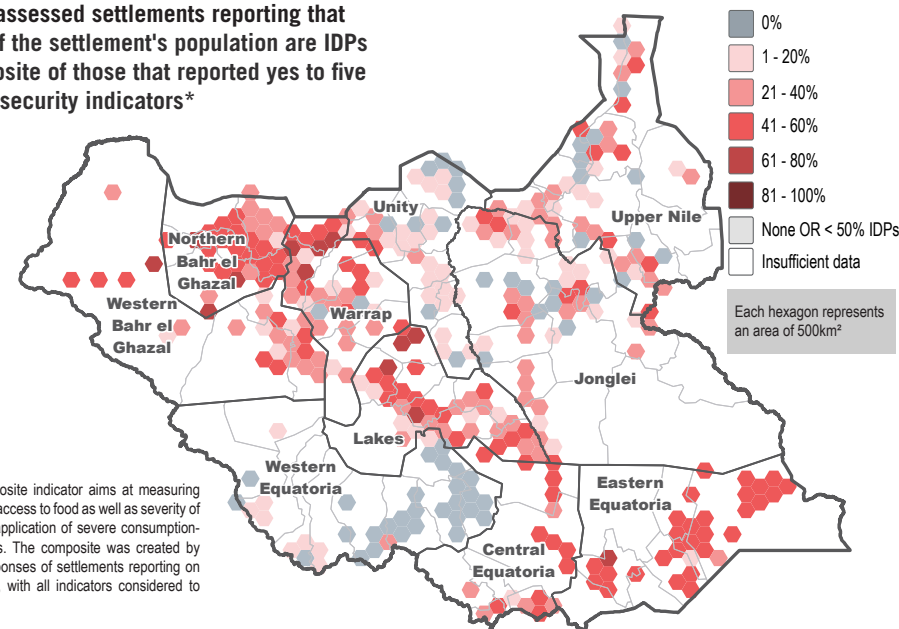 assessed settlements reporting that
f the settlement's population are IDPs
osite of those that reported yes to five
security indicators*
0%
1 - 20%
21 - 40%
41 - 60%
61 - 80%
81 - 100%
None OR < 50% IDPs
Insufficient data
Each hexagon represents
an area of 500km²
Unity
Upper Nile
Northern
Bahr el
Ghazal
Western
Bahr el
Ghazal
Warrap
Jonglei
Lakes
Western
Equatoria
Eastern
Equatoria
Central
Equatoria
osite indicator aims at measuring
access to food as well as severity of
application of severe consumption-
s. The composite was created by
ponses of settlements reporting on
, with all indicators considered to